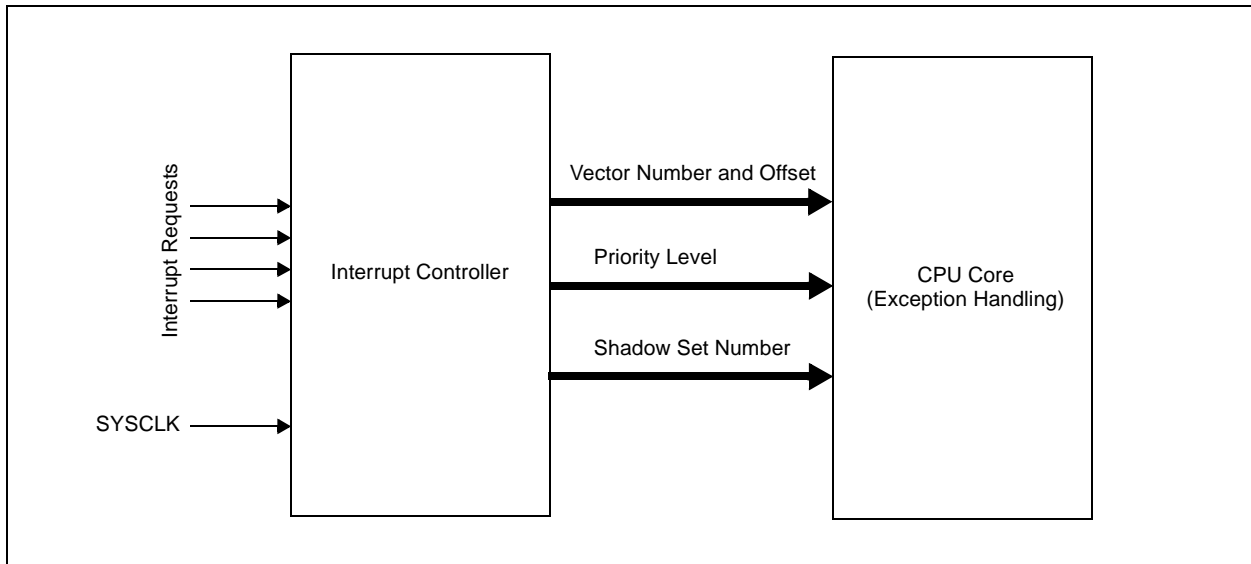 Interrupt Requests
SYSCLK
Interrupt Controller
Vector Number and Offset
Priority Level
Shadow Set Number
CPU Core
(Exception Handling)